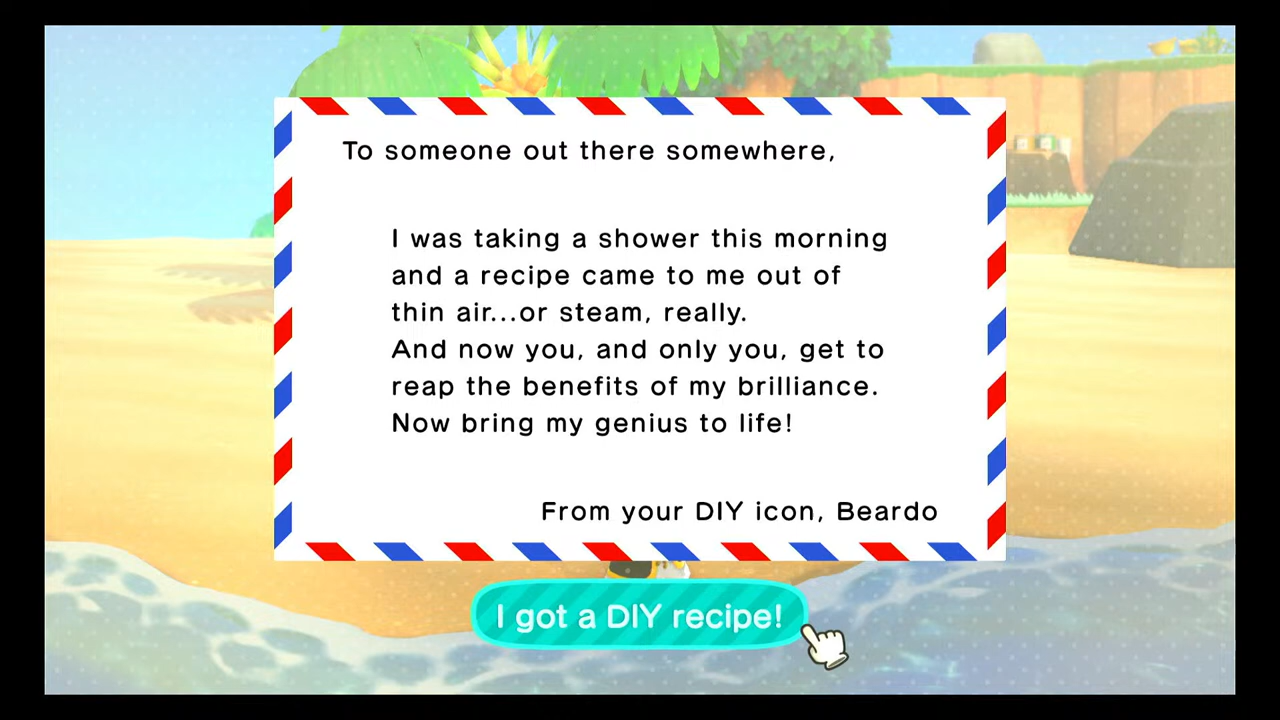 To someone out there somewhere,
I was taking a shower this morning
and a recipe came to me out of
thin air...or steam, really.
And now you, and only you, get to
reap the benefits of my brilliance.
Now bring my genius to life!
From your DIY icon, Beardo
I got a DIY recipe!